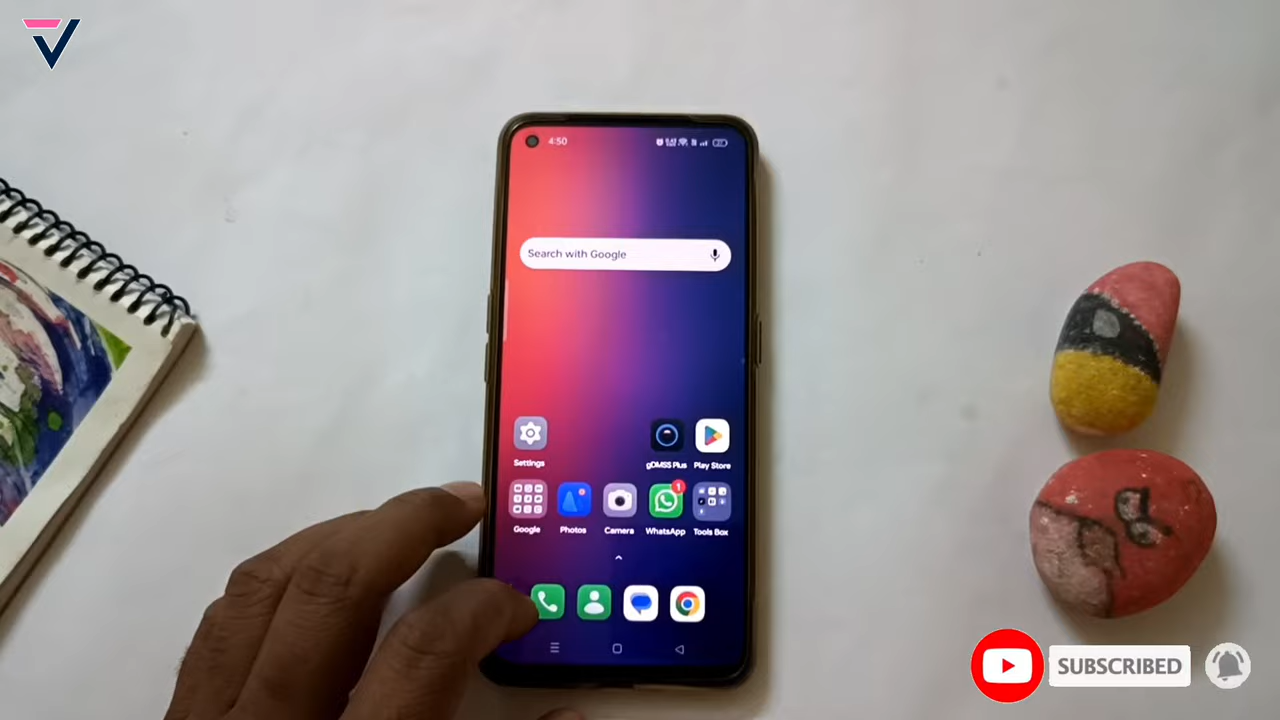 4:50
Search with Google
Settings
gDMSS Plus
Play Store
1
Google
Photos
Camera
WhatsApp
Tools Box
SUBSCRIBED